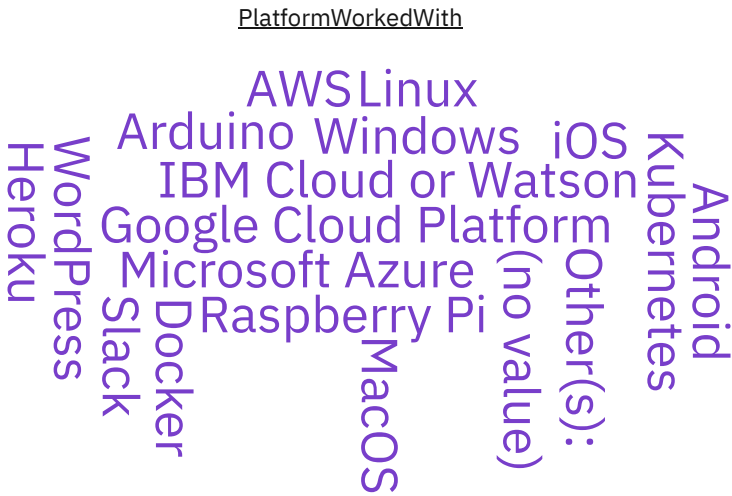 PlatformWorkedWith
AWS
Linux
Arduino
Windows
iOS
IBM Cloud or Watson
Google Cloud Platform
Microsoft Azure
Raspberry Pi
Heroku
WordPress
Slack
Docker
MacOS
(no value)
Other(s):
Kubernetes
Android